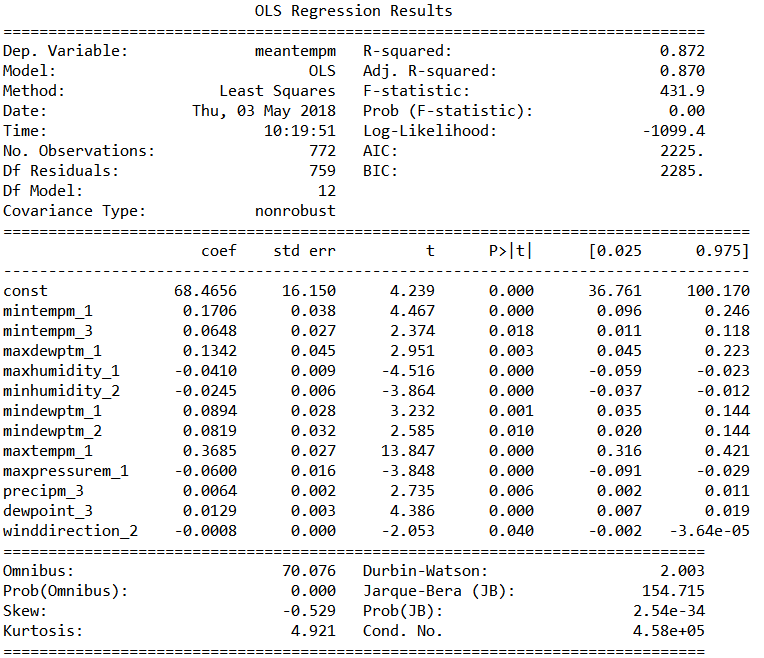 OLS Regression Results
==============================================================================
Dep. Variable:              meantempm   R-squared:                       0.872
Model:                            OLS   Adj. R-squared:                  0.870
Method:                 Least Squares   F-statistic:                     431.9
Date:                Thu, 03 May 2018   Prob (F-statistic):               0.00
Time:                        10:19:51   Log-Likelihood:                -1099.4
No. Observations:                 772   AIC:                             2225.
Df Residuals:                     759   BIC:                             2285.
Df Model:                          12
Covariance Type:            nonrobust
===================================================================================
                      coef    std err          t      P>|t|      [0.025      0.975]
-----------------------------------------------------------------------------------
const              68.4656     16.150      4.239      0.000      36.761     100.170
mintempm_1          0.1706      0.038      4.467      0.000       0.096       0.246
mintempm_3          0.0648      0.027      2.374      0.018       0.011       0.118
maxdewptm_1         0.1342      0.045      2.951      0.003       0.045       0.223
maxhumidity_1      -0.0410      0.009     -4.516      0.000      -0.059      -0.023
minhumidity_2      -0.0245      0.006     -3.864      0.000      -0.037      -0.012
mindewptm_1         0.0894      0.028      3.232      0.001       0.035       0.144
mindewptm_2         0.0819      0.032      2.585      0.010       0.020       0.144
maxtempm_1          0.3685      0.027     13.847      0.000       0.316       0.421
maxpressurem_1     -0.0600      0.016     -3.848      0.000      -0.091      -0.029
precipm_3           0.0064      0.002      2.735      0.006       0.002       0.011
dewpoint_3          0.0129      0.003      4.386      0.000       0.007       0.019
winddirection_2    -0.0008      0.000     -2.053      0.040      -0.002   -3.64e-05
==============================================================================
Omnibus:                       70.076   Durbin-Watson:                   2.003
Prob(Omnibus):                  0.000   Jarque-Bera (JB):              154.715
Skew:                          -0.529   Prob(JB):                     2.54e-34
Kurtosis:                       4.921   Cond. No.                     4.58e+05
==============================================================================